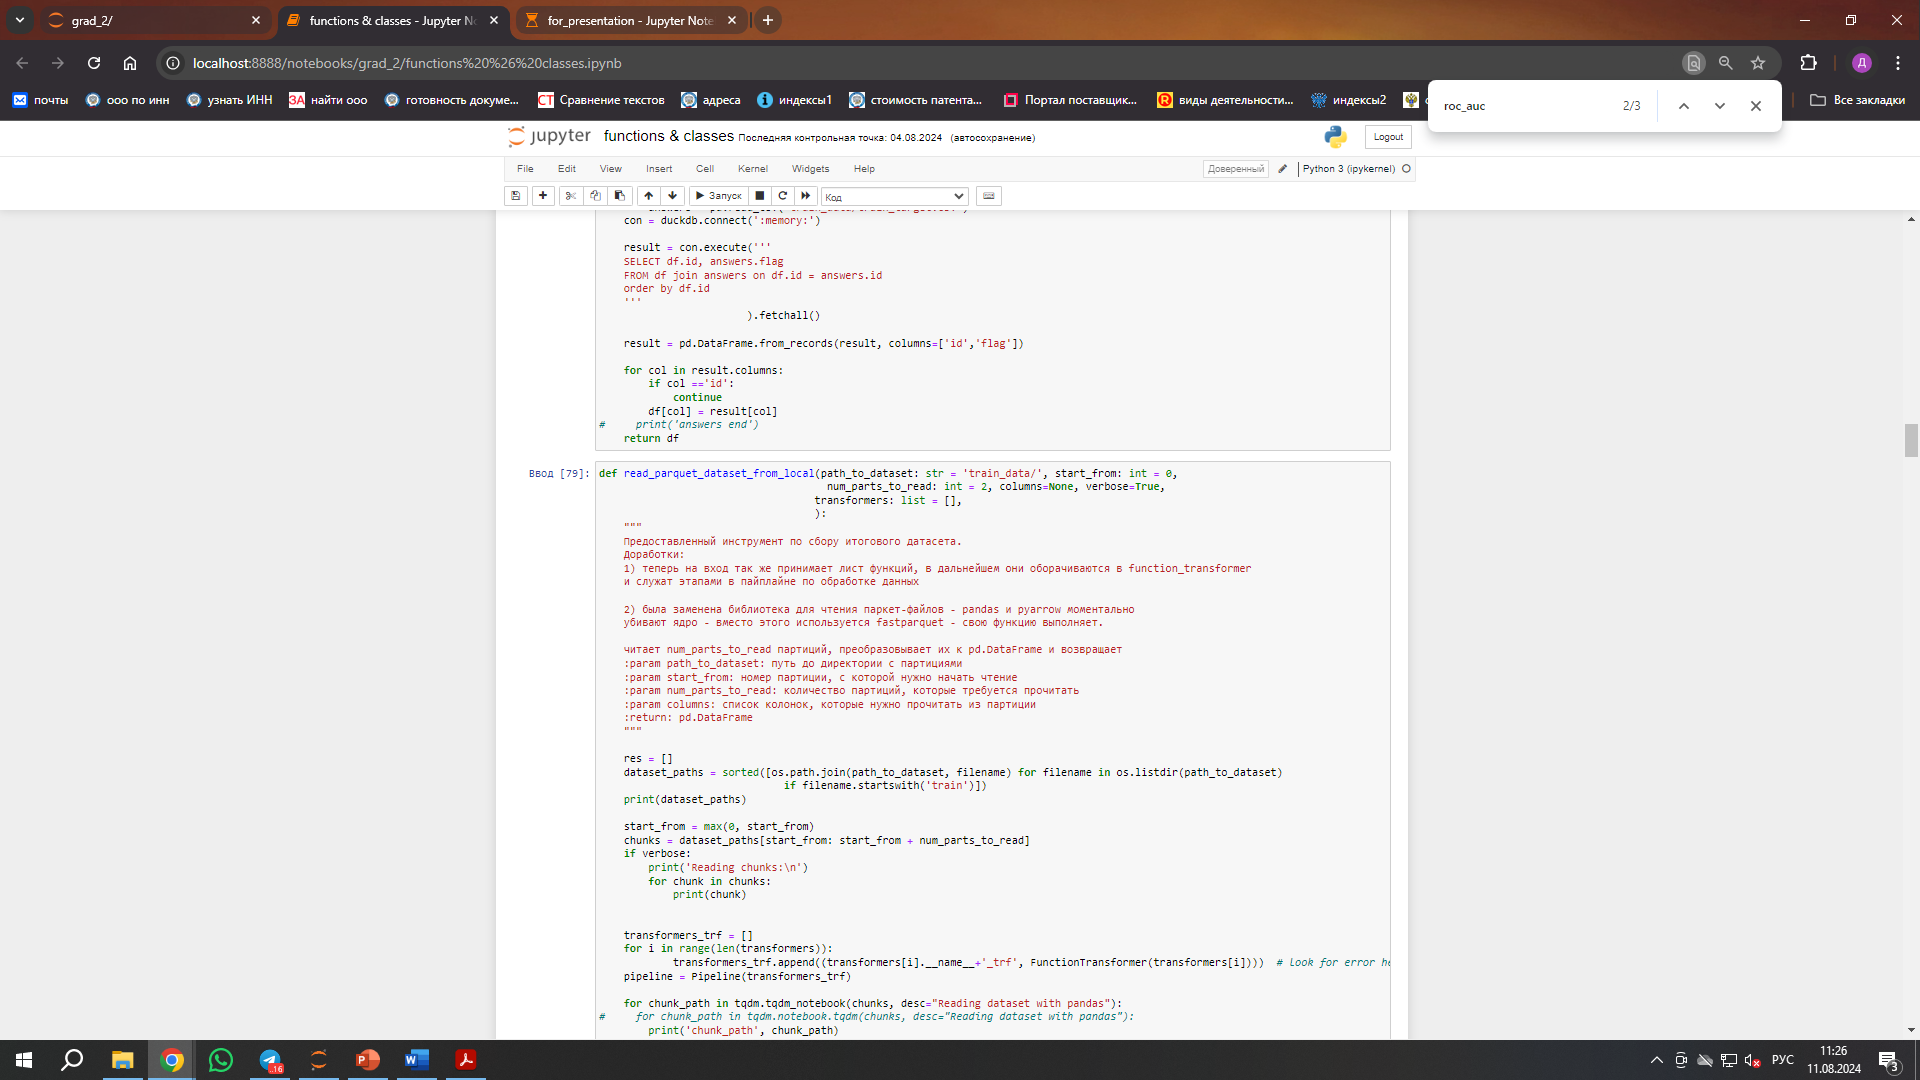 grad_2/
functions & classes - Jupyter No
for_presentation - Jupyter Note
localhost:8888/notebooks/grad_2/functions%20%26%20classes.ipynb
Д
почты
ооо по инн
узнать ИНН
ЗА найти ооо
готовность докуме...
СТ Сравнение текстов
адреса
индексы1
стоимость патента...
Портал поставщик...
R виды деятельности...
индексы2
Все закладки
roc_auc 2/3
jupyter functions & classes Последняя контрольная точка: 04.08.2024 (автосохранение)
Logout
File Edit View Insert Cell Kernel Widgets Help
Доверенный
Python 3 (ipykernel)
Запуск
Код
con = duckdb.connect(':memory:')
result = con.execute('''
SELECT df.id, answers.flag
FROM df join answers on df.id = answers.id
order by df.id
'''
).fetchall()
result = pd.DataFrame.from_records(result, columns=['id','flag'])
for col in result.columns:
if col =='id':
continue
df[col] = result[col]
# print('answers end')
return df
Ввод [79]: def read_parquet_dataset_from_local(path_to_dataset: str = 'train_data/', start_from: int = 0,
num_parts_to_read: int = 2, columns=None, verbose=True,
transformers: list = [],
):
"""
Предоставленный инструмент по сбору итогового датасета.
Доработки:
1) теперь на вход так же принимает лист функций, в дальнейшем они оборачиваются в function_transformer
и служат этапами в пайплайне по обработке данных
2) была заменена библиотека для чтения паркет-файлов - pandas и pyarrow моментально
убивают ядро - вместо этого используется fastparquet - свою функцию выполняет.
читает num_parts_to_read партиций, преобразовывает их к pd.DataFrame и возвращает
:param path_to_dataset: путь до директории с партициями
:param start_from: номер партиции, с которой нужно начать чтение
:param num_parts_to_read: количество партиций, которые требуется прочитать
:param columns: список колонок, которые нужно прочитать из партиции
:return: pd.DataFrame
"""
res = []
dataset_paths = sorted([os.path.join(path_to_dataset, filename) for filename in os.listdir(path_to_dataset)
if filename.startswith('train')])
print(dataset_paths)
start_from = max(0, start_from)
chunks = dataset_paths[start_from: start_from + num_parts_to_read]
if verbose:
print('Reading chunks:\n')
for chunk in chunks:
print(chunk)
transformers_trf = []
for i in range(len(transformers)):
transformers_trf.append((transformers[i].__name__+'_trf', FunctionTransformer(transformers[i]))) # look for error he
pipeline = Pipeline(transformers_trf)
for chunk_path in tqdm.tqdm_notebook(chunks, desc="Reading dataset with pandas"):
# for chunk_path in tqdm.notebook.tqdm(chunks, desc="Reading dataset with pandas"):
print('chunk_path', chunk_path)
..16
РУС
11:26
11.08.2024
3